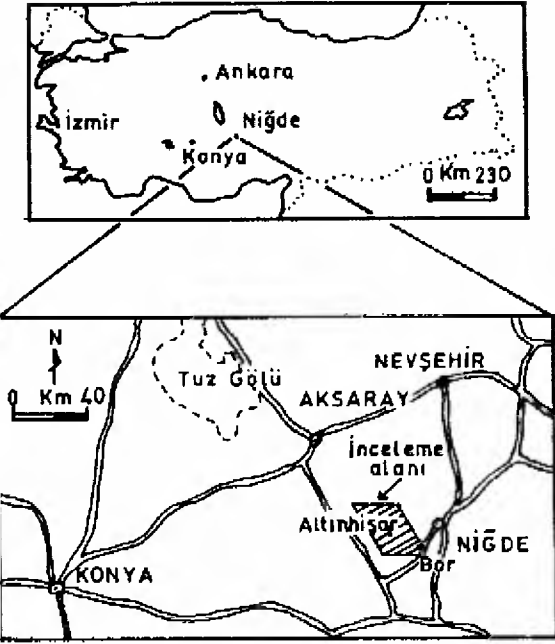 Ankara
İzmir
Niğde
Konya
0 Km 230
N
0 Km 40
Tuz Gölü
NEVŞEHİR
AKSARAY
İnceleme
alanı
Altınhisar
NİĞDE
Bor
KONYA